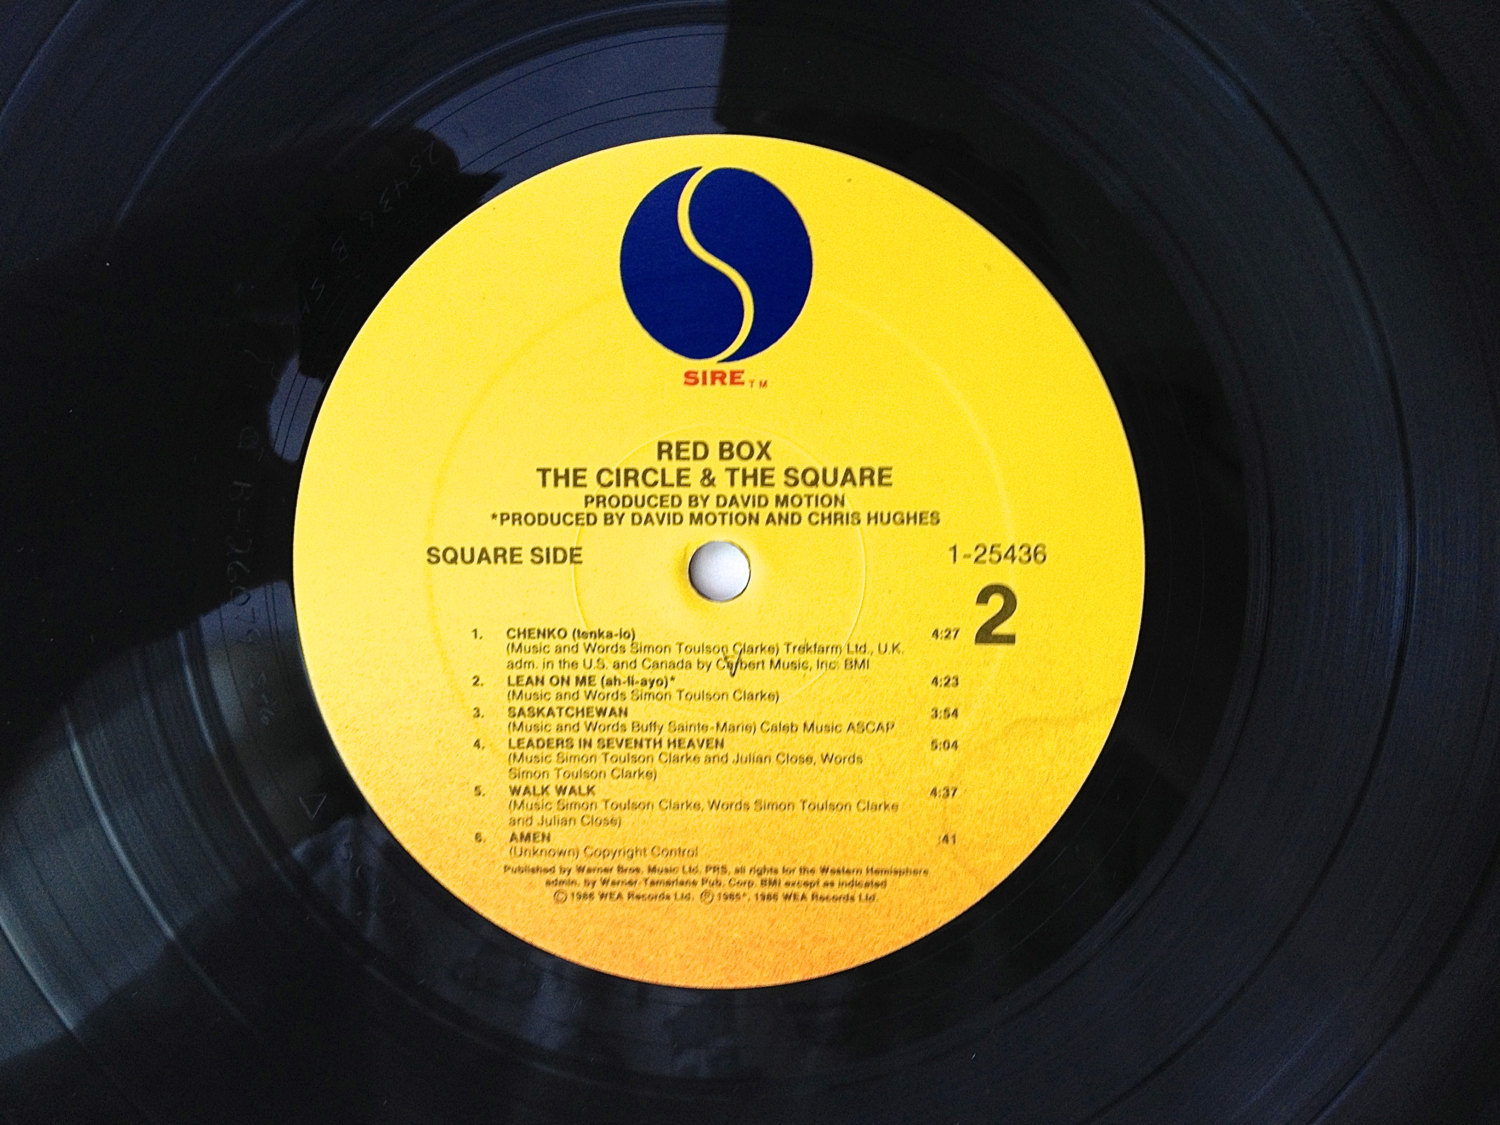 SIRE TM
RED BOX
THE CIRCLE & THE SQUARE
PRODUCED BY DAVID MOTION
*PRODUCED BY DAVID MOTION AND CHRIS HUGHES
SQUARE SIDE
1-25436
2
1. CHENKO (tenka-io) 4:27
(Music and Words Simon Toulson Clarke) Trekfarm Ltd., U.K.
adm. in the U.S. and Canada by Music, Inc. BMI
2. LEAN ON ME (ah-li-ayo)* 4:23
(Music and Words Simon Toulson Clarke)
3. SASKATCHEWAN 3:54
(Music and Words Buffy Sainte-Marie) Caleb Music ASCAP
4. LEADERS IN SEVENTH HEAVEN 5:04
(Music Simon Toulson Clarke and Julian Close, Words
Simon Toulson Clarke)
5. WALK WALK 4:37
(Music Simon Toulson Clarke, Words Simon Toulson Clarke
and Julian Close)
6. AMEN :41
(Unknown) Copyright Control
Published by Warner Bros. Music Ltd. PRS, all rights for the Western Hemisphere
admin. by Warner-Tamerlane Pub. Corp. BMI except as indicated
© 1986 WEA Records Ltd. ℗ 1985*, 1986 WEA Records Ltd.